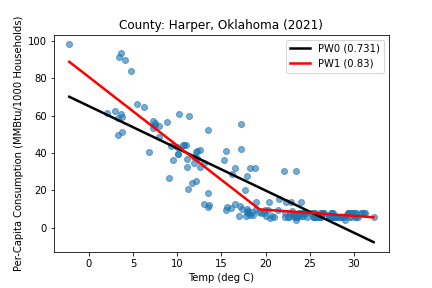 County: Harper, Oklahoma (2021)
Per-Capita Consumption (MMBtu/1000 Households)
100
80
60
40
20
0
PW0 (0.731)
PW1 (0.83)
0 5 10 15 20 25 30
Temp (deg C)